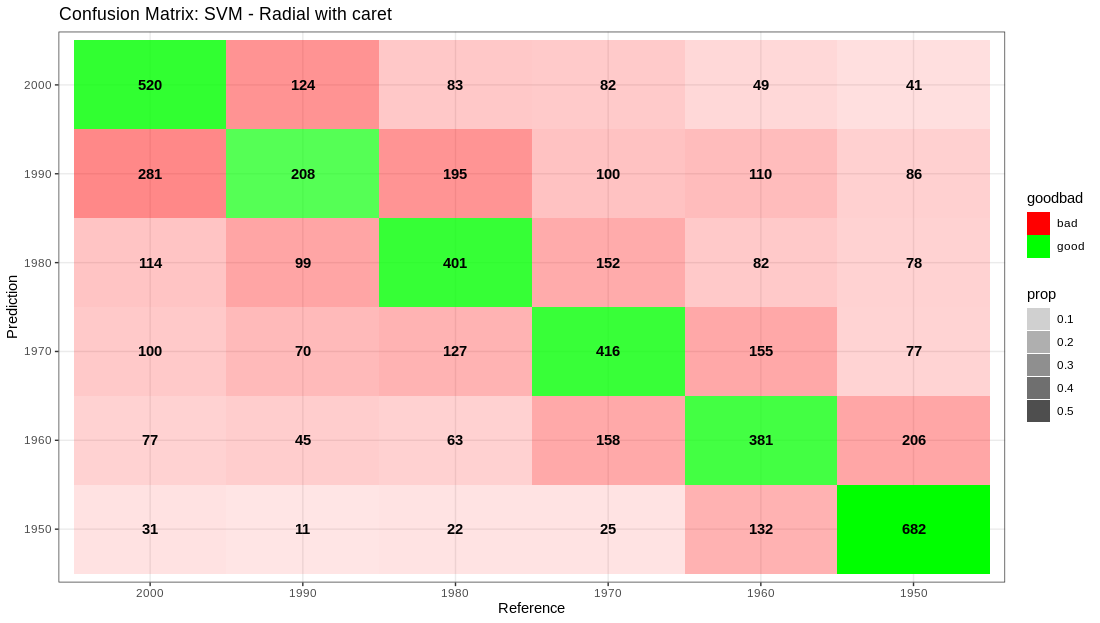 Confusion Matrix: SVM - Radial with caret
Prediction
2000 520 124 83 82 49 41
1990 281 208 195 100 110 86
1980 114 99 401 152 82 78
1970 100 70 127 416 155 77
1960 77 45 63 158 381 206
1950 31 11 22 25 132 682
2000 1990 1980 1970 1960 1950
Reference
goodbad
bad
good
prop
0.1
0.2
0.3
0.4
0.5